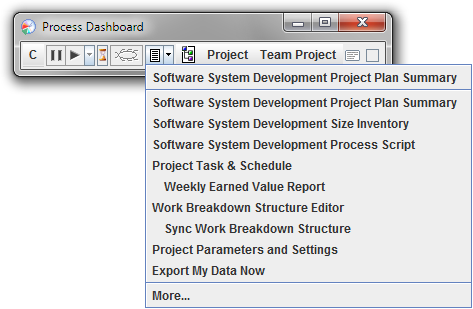 Process Dashboard
C Project Team Project
Software System Development Project Plan Summary
Software System Development Project Plan Summary
Software System Development Size Inventory
Software System Development Process Script
Project Task & Schedule
Weekly Earned Value Report
Work Breakdown Structure Editor
Sync Work Breakdown Structure
Project Parameters and Settings
Export My Data Now
More...